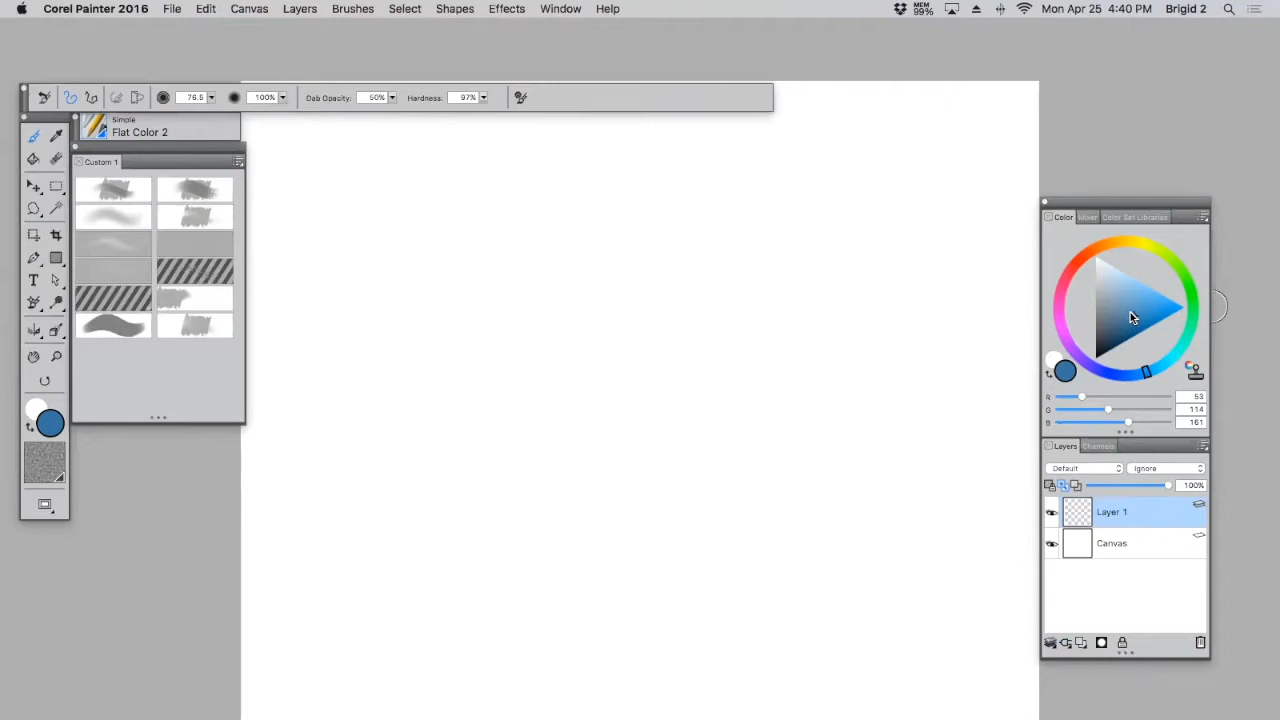 Corel Painter 2016 File Edit Canvas Layers Brushes Select Shapes Effects Window Help MEM 99% Mon Apr 25 4:40 PM Brigid 2
76.5 100% Dab Opacity: 50% Hardness: 97%
Simple
Flat Color 2
Custom 1
T
Color Mixer Color Set Libraries
R 53
G 114
B 161
Layers Channels
Default Ignore
100%
Layer 1
Canvas